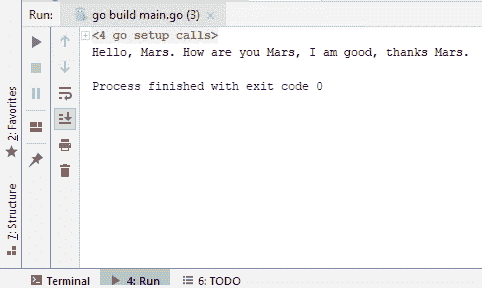 Run: go build main.go (3) ×
<4 go setup calls>
Hello, Mars. How are you Mars, I am good, thanks Mars.
Process finished with exit code 0
2: Favorites
7: Structure
Terminal 4: Run 6: TODO